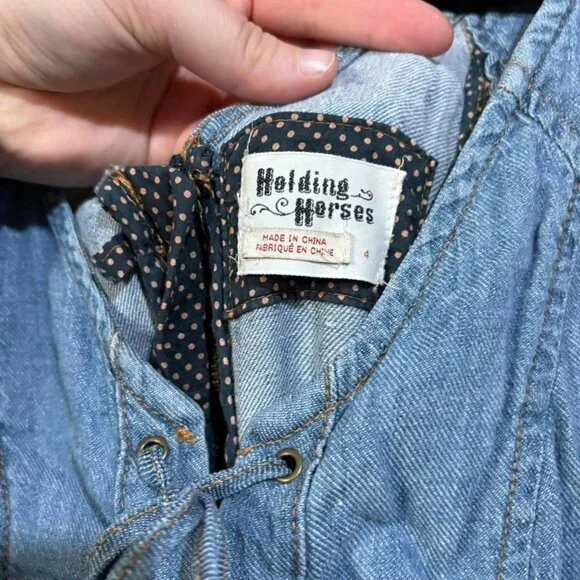 Holding
Horses
MADE IN CHINA
FABRIQUÉ EN CHINE
4